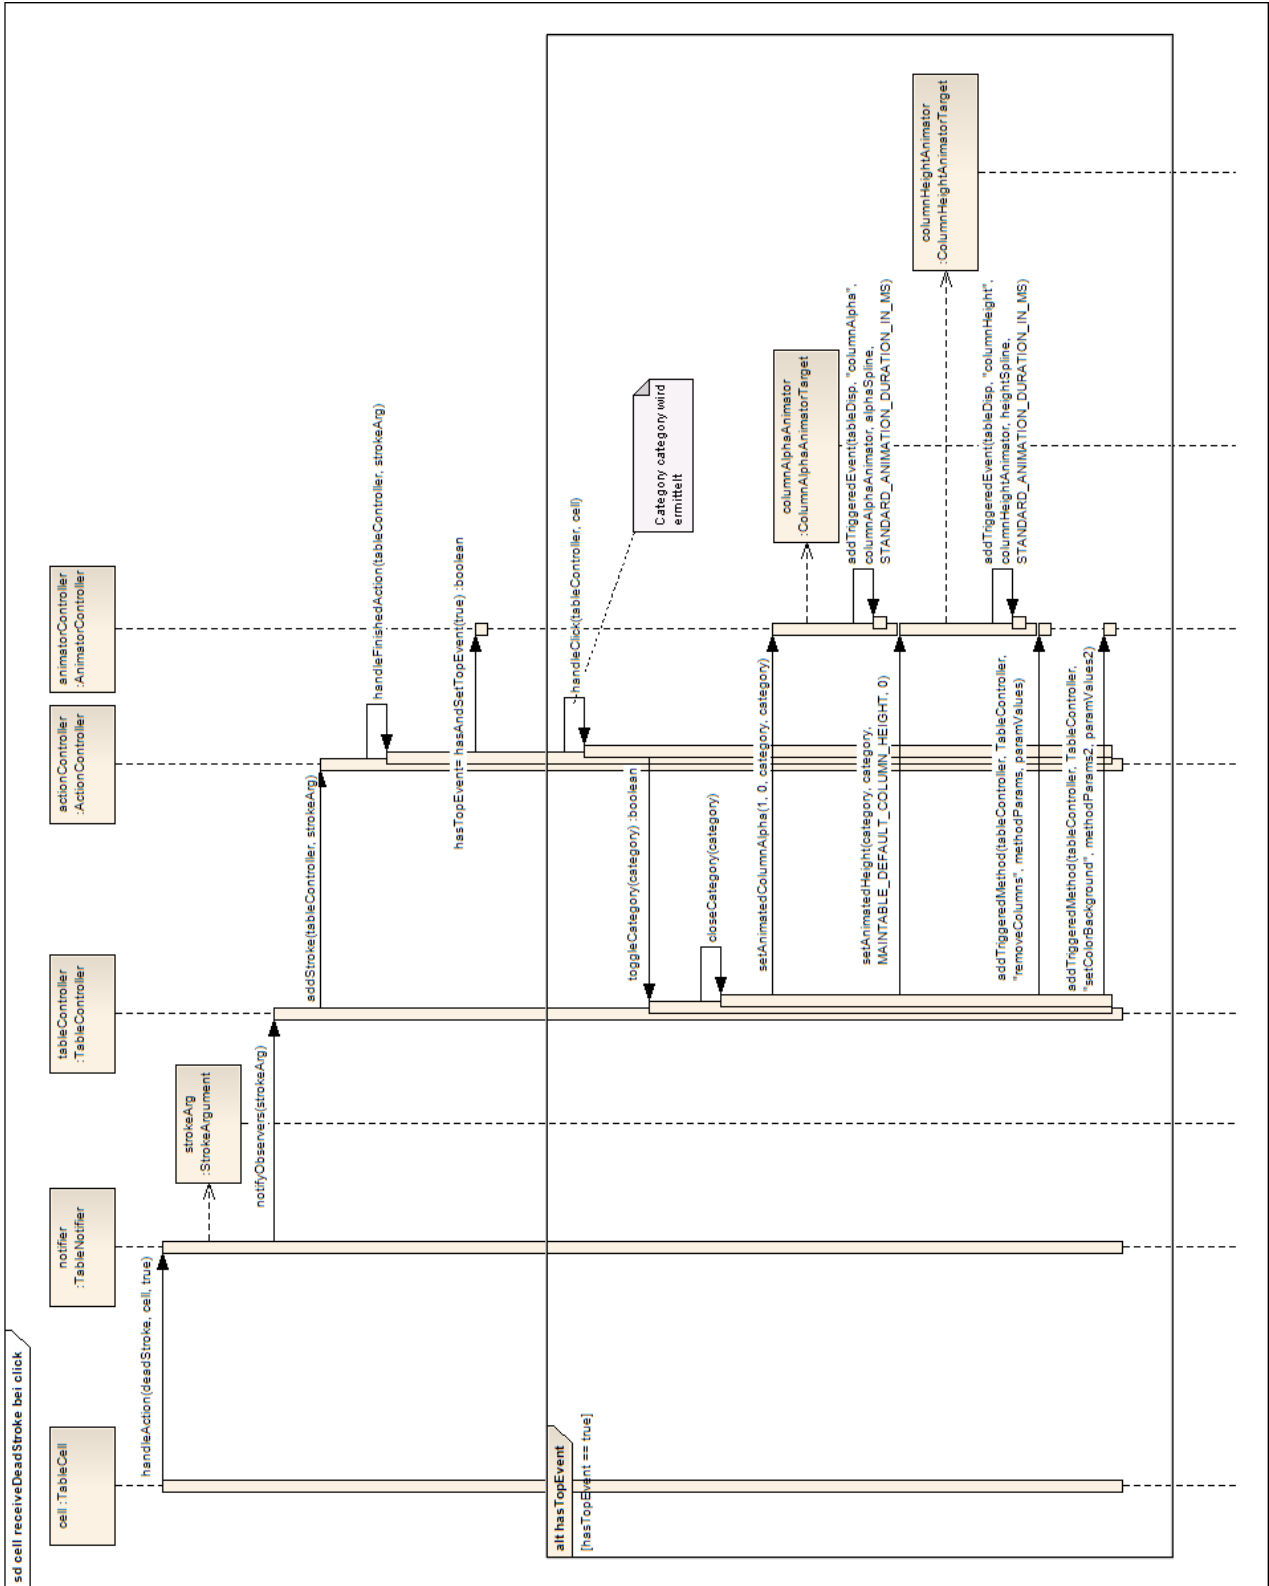 sd cell receiveDeadStroke bei click
cell :TableCell
notifier
:TableNotifier
strokeArg
:StrokeArgument
tableController
:TableController
actionController
:ActionController
animatorController
:AnimatorController
handleAction(deadStroke, cell, true)
notifyObservers(strokeArg)
addStroke(tableController, strokeArg)
handleFinishedAction(tableController, strokeArg)
hasTopEvent= hasAndSetTopEvent(true) :boolean
alt hasTopEvent
[hasTopEvent == true]
handleClick(tableController, cell)
Category category wird
ermittelt
toggleCategory(category) :boolean
closeCategory(category)
setAnimatedColumnAlpha(1, 0, category, category)
columnAlphaAnimator
:ColumnAlphaAnimatorTarget
addTriggeredEvent(tableDisp, "columnAlpha",
columnAlphaAnimator, alphaSpline,
STANDARD_ANIMATION_DURATION_IN_MS)
setAnimatedHeight(category, category,
MAINTABLE_DEFAULT_COLUMN_HEIGHT, 0)
columnHeightAnimator
:ColumnHeightAnimatorTarget
addTriggeredEvent(tableDisp, "columnHeight",
columnHeightAnimator, heightSpline,
STANDARD_ANIMATION_DURATION_IN_MS)
addTriggeredMethod(tableController, TableController,
"removeColumns", methodParams, paramValues)
addTriggeredMethod(tableController, TableController,
"setColorBackground", methodParams2, paramValues2)